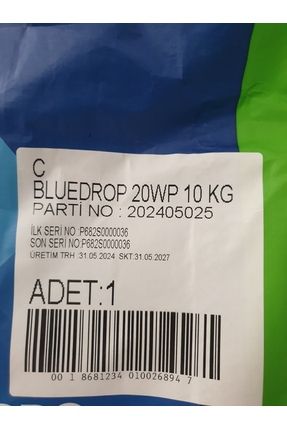 C
BLUEDROP 20WP 10 KG
PARTİ NO : 202405025
İLK SERİ NO :P682S0000036
SON SERİ NO:P682S0000036
ÜRETİM TRH :31.05.2024 SKT:31.05.2027
ADET:1
00 1 8681234 010026894 7